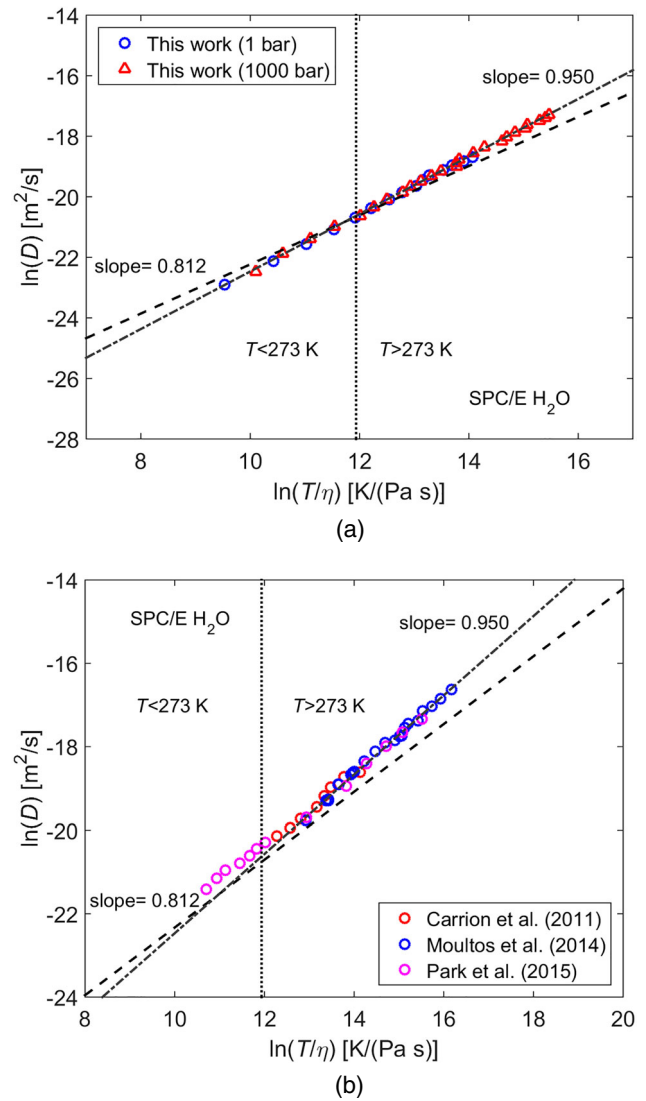 -14
-16
-18
-20
-22
-24
-26
-28
ln(D) [m²/s]
This work (1 bar)
This work (1000 bar)
slope= 0.950
slope= 0.812
T<273 K
T>273 K
SPC/E H₂O
8 10 12 14 16
ln(T/η) [K/(Pa s)]
(a)
-14
-16
-18
-20
-22
-24
ln(D) [m²/s]
SPC/E H₂O
slope= 0.950
T<273 K
T>273 K
slope= 0.812
Carrion et al. (2011)
Moultos et al. (2014)
Park et al. (2015)
8 10 12 14 16 18 20
ln(T/η) [K/(Pa s)]
(b)